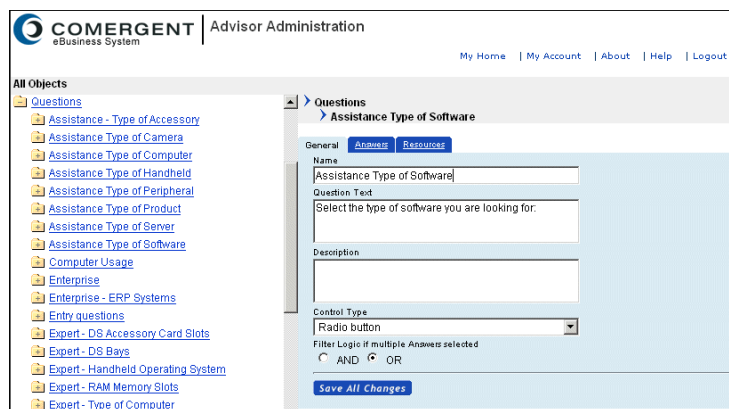 COMERGENT
eBusiness System
Advisor Administration
My Home | My Account | About | Help | Logout
All Objects
Questions
Assistance - Type of Accessory
Assistance Type of Camera
Assistance Type of Computer
Assistance Type of Handheld
Assistance Type of Peripheral
Assistance Type of Product
Assistance Type of Server
Assistance Type of Software
Computer Usage
Enterprise
Enterprise - ERP Systems
Entry questions
Expert - DS Accessory Card Slots
Expert - DS Bays
Expert - Handheld Operating System
Expert - RAM Memory Slots
Expert - Type of Computer
Questions
Assistance Type of Software
General Answers Resources
Name
Assistance Type of Software
Question Text
Select the type of software you are looking for:
Description
Control Type
Radio button
Filter Logic if multiple Answers selected
AND OR
Save All Changes